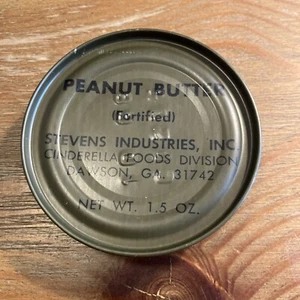 PEANUT BUTTER
(Fortified)
STEVENS INDUSTRIES, INC.
CINDERELLA FOODS DIVISION
DAWSON, GA. 31742
NET WT. 1.5 OZ.